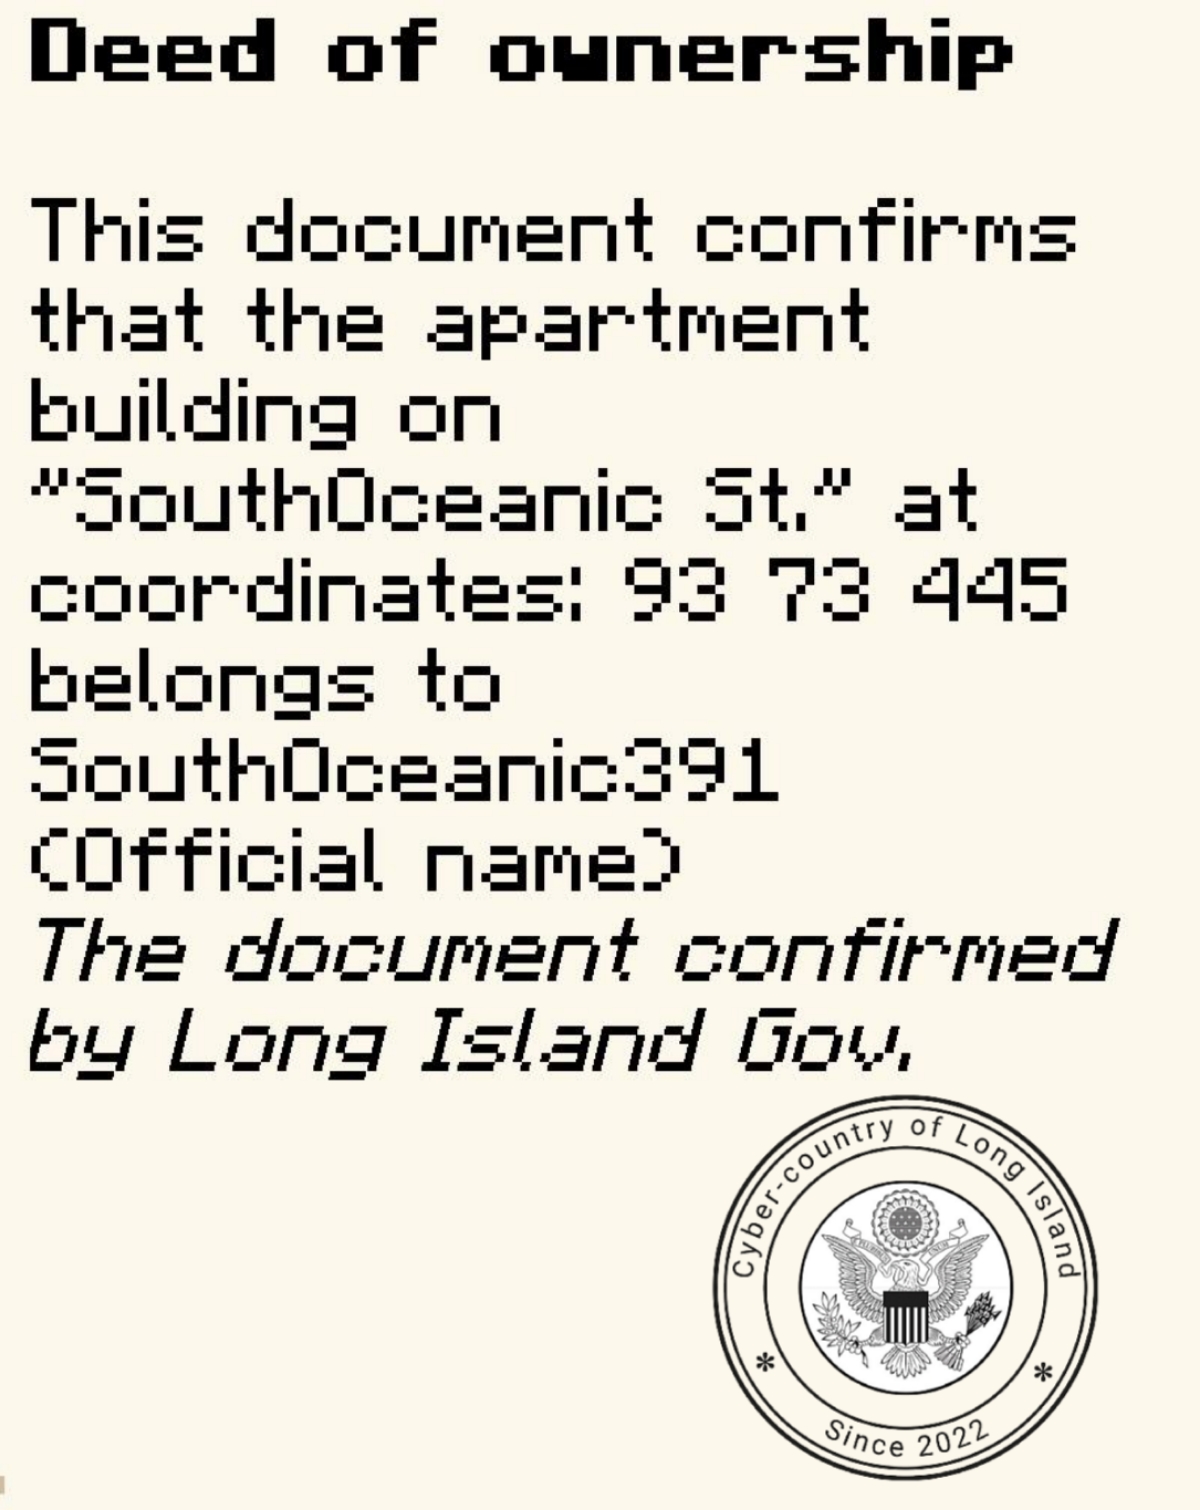 Deed of ownership
This document confirms
that the apartment
building on
"SouthOceanic St." at
coordinates: 93 73 445
belongs to
SouthOceanic391
(Official name)
The document confirmed
by Long Island Gov.
Cyber-country of Long Island
* *
Since 2022